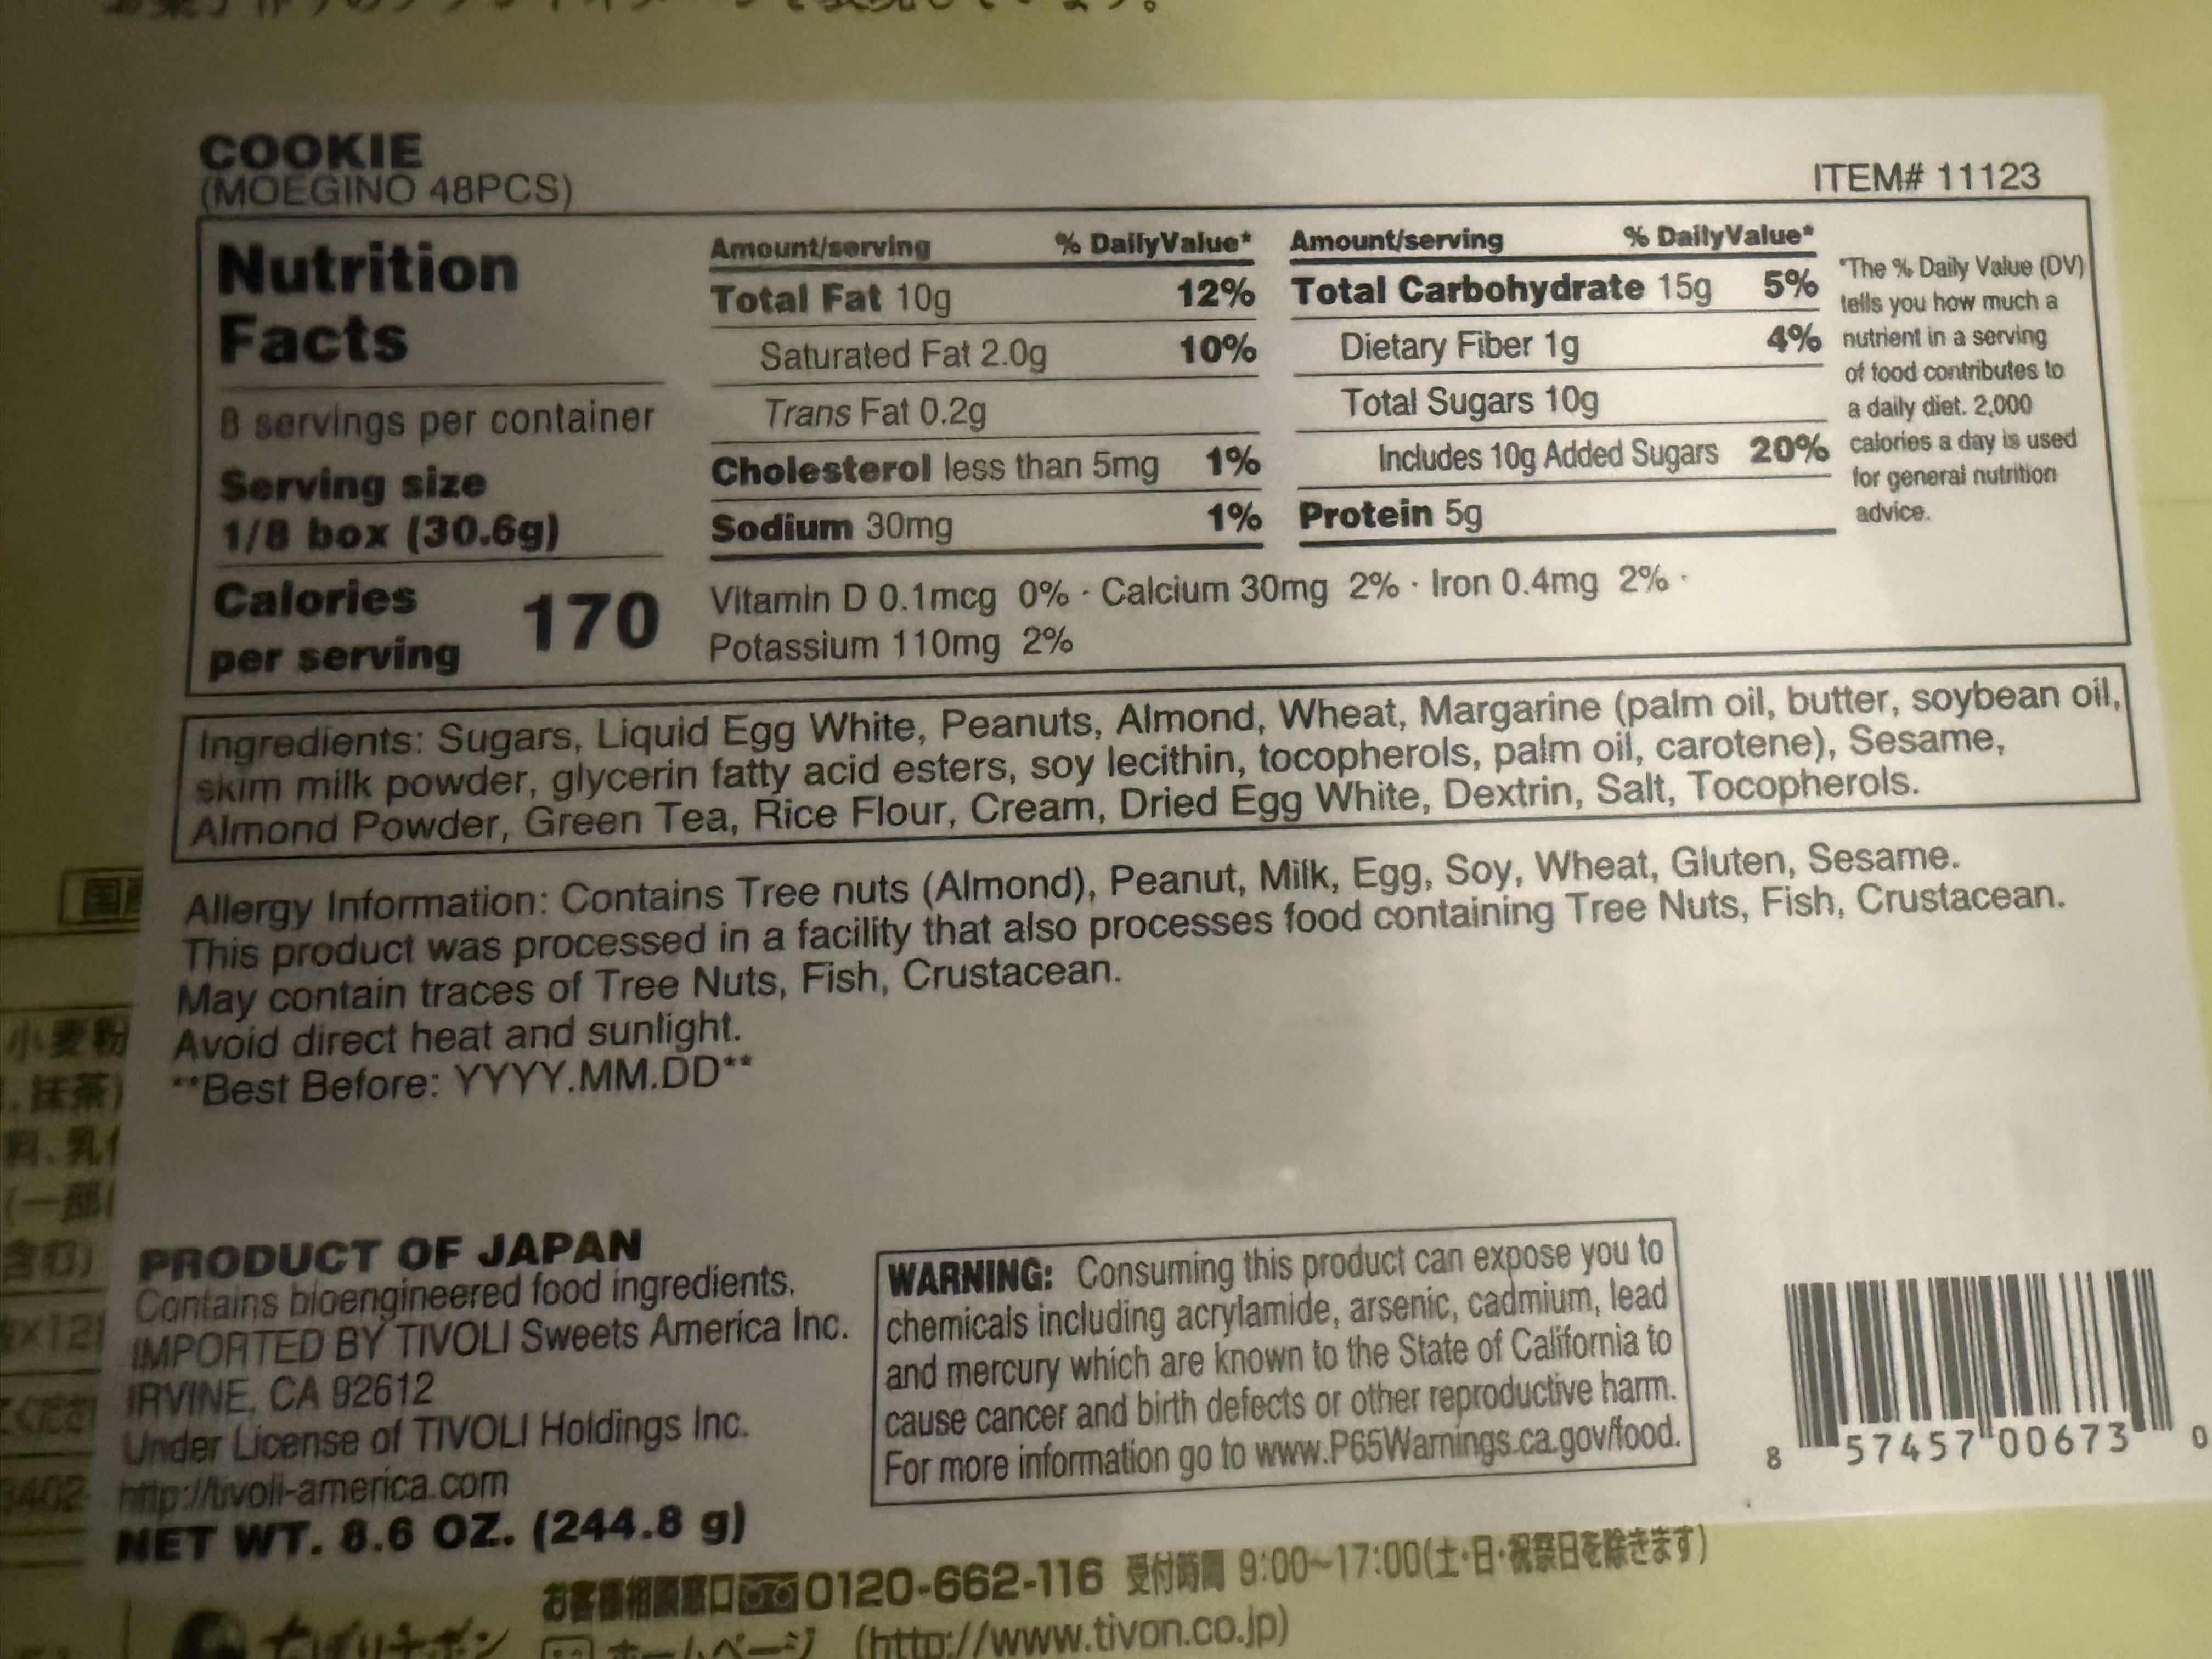 COOKIE
(MOEGINO 48PCS)
ITEM# 11123
Nutrition
Facts
8 servings per container
Serving size
1/8 box (30.6g)
Calories
per serving 170
Amount/serving % DailyValue*
Total Fat 10g 12%
Saturated Fat 2.0g 10%
Trans Fat 0.2g
Cholesterol less than 5mg 1%
Sodium 30mg 1%
Amount/serving % DailyValue*
Total Carbohydrate 15g 5%
Dietary Fiber 1g 4%
Total Sugars 10g
Includes 10g Added Sugars 20%
Protein 5g
*The % Daily Value (DV)
tells you how much a
nutrient in a serving
of food contributes to
a daily diet. 2,000
calories a day is used
for general nutrition
advice.
Vitamin D 0.1mcg 0% · Calcium 30mg 2% · Iron 0.4mg 2% ·
Potassium 110mg 2%
Ingredients: Sugars, Liquid Egg White, Peanuts, Almond, Wheat, Margarine (palm oil, butter, soybean oil,
skim milk powder, glycerin fatty acid esters, soy lecithin, tocopherols, palm oil, carotene), Sesame,
Almond Powder, Green Tea, Rice Flour, Cream, Dried Egg White, Dextrin, Salt, Tocopherols.
Allergy Information: Contains Tree nuts (Almond), Peanut, Milk, Egg, Soy, Wheat, Gluten, Sesame.
This product was processed in a facility that also processes food containing Tree Nuts, Fish, Crustacean.
May contain traces of Tree Nuts, Fish, Crustacean.
Avoid direct heat and sunlight.
**Best Before: YYYY.MM.DD**
小麦粉
抹茶)
PRODUCT OF JAPAN
Contains bioengineered food ingredients.
IMPORTED BY TIVOLI Sweets America Inc.
IRVINE, CA 92612
Under License of TIVOLI Holdings Inc.
http://tivoli-america.com
NET WT. 8.6 OZ. (244.8 g)
WARNING: Consuming this product can expose you to
chemicals including acrylamide, arsenic, cadmium, lead
and mercury which are known to the State of California to
cause cancer and birth defects or other reproductive harm.
For more information go to www.P65Warnings.ca.gov/food.
8 57457 00673 0
お客様相談窓口 0120-662-116 受付時間 9:00~17:00(土・日・祝祭日を除きます)
ホームページ (http://www.tivon.co.jp)